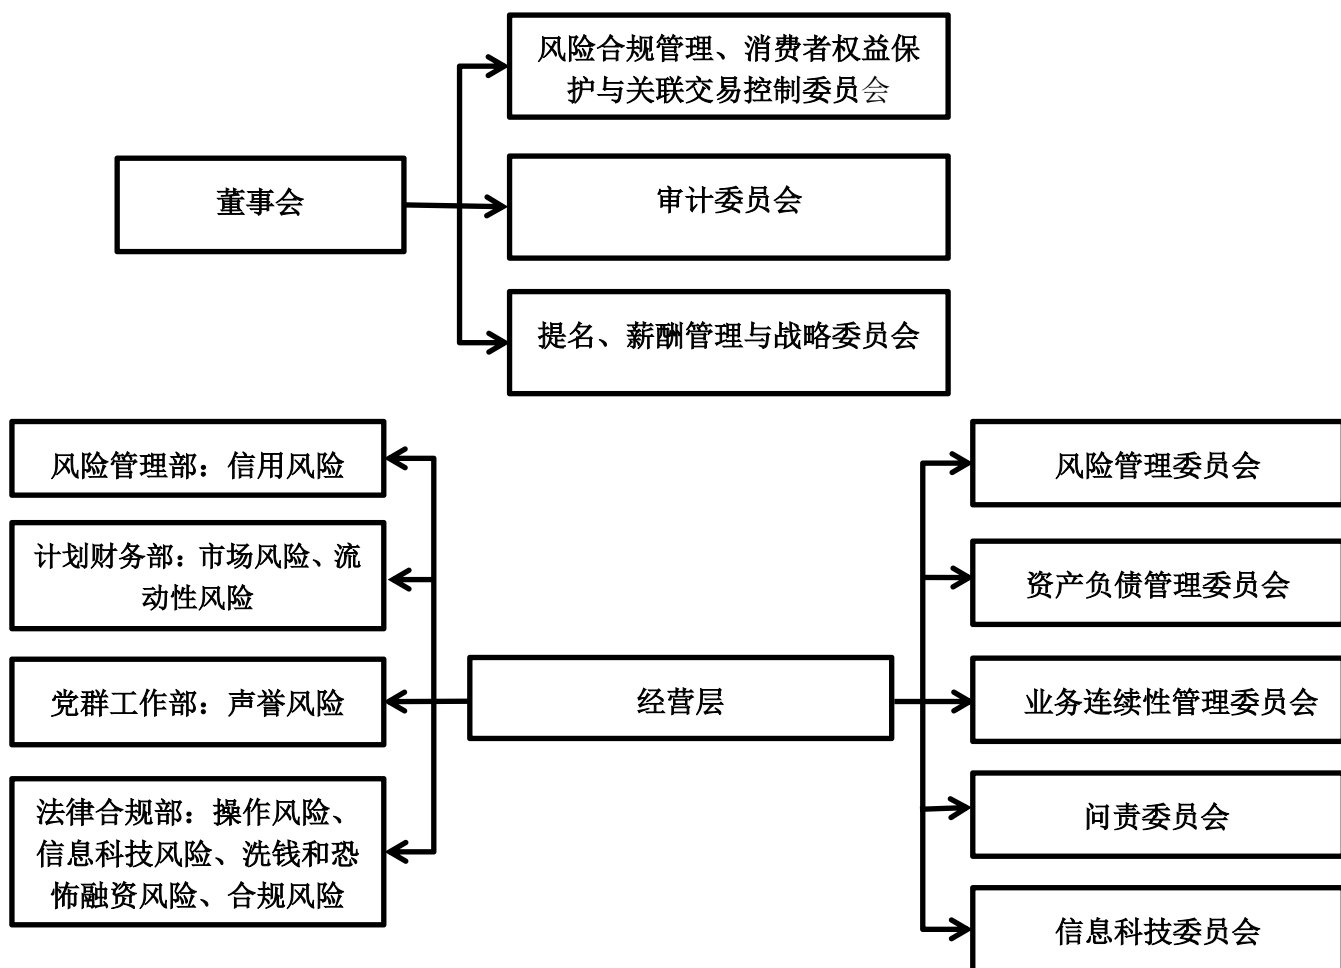 风险合规管理、消费者权益保
护与关联交易控制委员会
董事会
审计委员会
提名、薪酬管理与战略委员会
风险管理部：信用风险
计划财务部：市场风险、流
动性风险
党群工作部：声誉风险
法律合规部：操作风险、
信息科技风险、洗钱和恐
怖融资风险、合规风险
经营层
风险管理委员会
资产负债管理委员会
业务连续性管理委员会
问责委员会
信息科技委员会